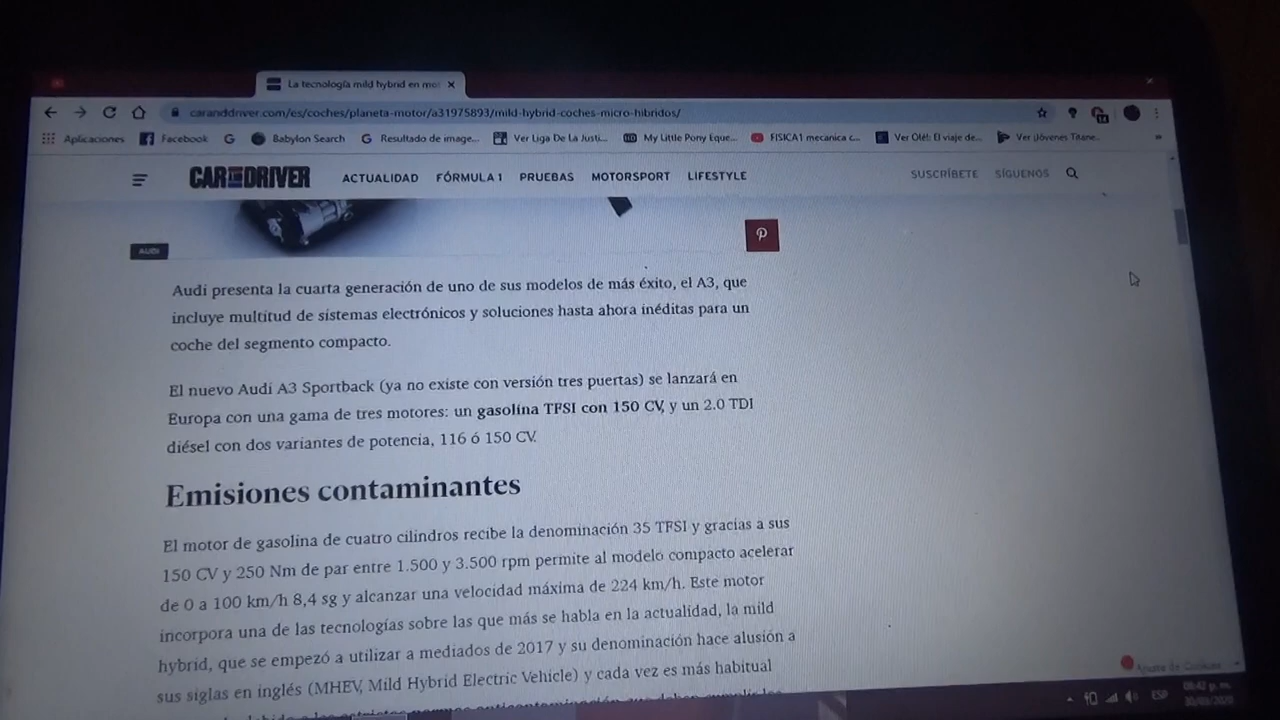 La tecnología mild hybrid en mo
caranddriver.com/es/coches/planeta-motor/a31975893/mild-hybrid-coches-micro-hibridos/
Aplicaciones Facebook Babylon Search Resultado de image... Ver Liga De La Justi... My Little Pony Eque... FISICA1 mecanica c... Ver Olé!: El viaje de... Ver ¡Jóvenes Titane...
CAR AND DRIVER ACTUALIDAD FÓRMULA 1 PRUEBAS MOTORSPORT LIFESTYLE SUSCRÍBETE SÍGUENOS
AUDI
Audi presenta la cuarta generación de uno de sus modelos de más éxito, el A3, que
incluye multitud de sistemas electrónicos y soluciones hasta ahora inéditas para un
coche del segmento compacto.
El nuevo Audi A3 Sportback (ya no existe con versión tres puertas) se lanzará en
Europa con una gama de tres motores: un gasolina TFSI con 150 CV, y un 2.0 TDI
diésel con dos variantes de potencia, 116 ó 150 CV.
Emisiones contaminantes
El motor de gasolina de cuatro cilindros recibe la denominación 35 TFSI y gracias a sus
150 CV y 250 Nm de par entre 1.500 y 3.500 rpm permite al modelo compacto acelerar
de 0 a 100 km/h 8,4 sg y alcanzar una velocidad máxima de 224 km/h. Este motor
incorpora una de las tecnologías sobre las que más se habla en la actualidad, la mild
hybrid, que se empezó a utilizar a mediados de 2017 y su denominación hace alusión a
sus siglas en inglés (MHEV, Mild Hybrid Electric Vehicle) y cada vez es más habitual
Ajuste de Cookies
ESP
08:42 p. m.
30/03/2020